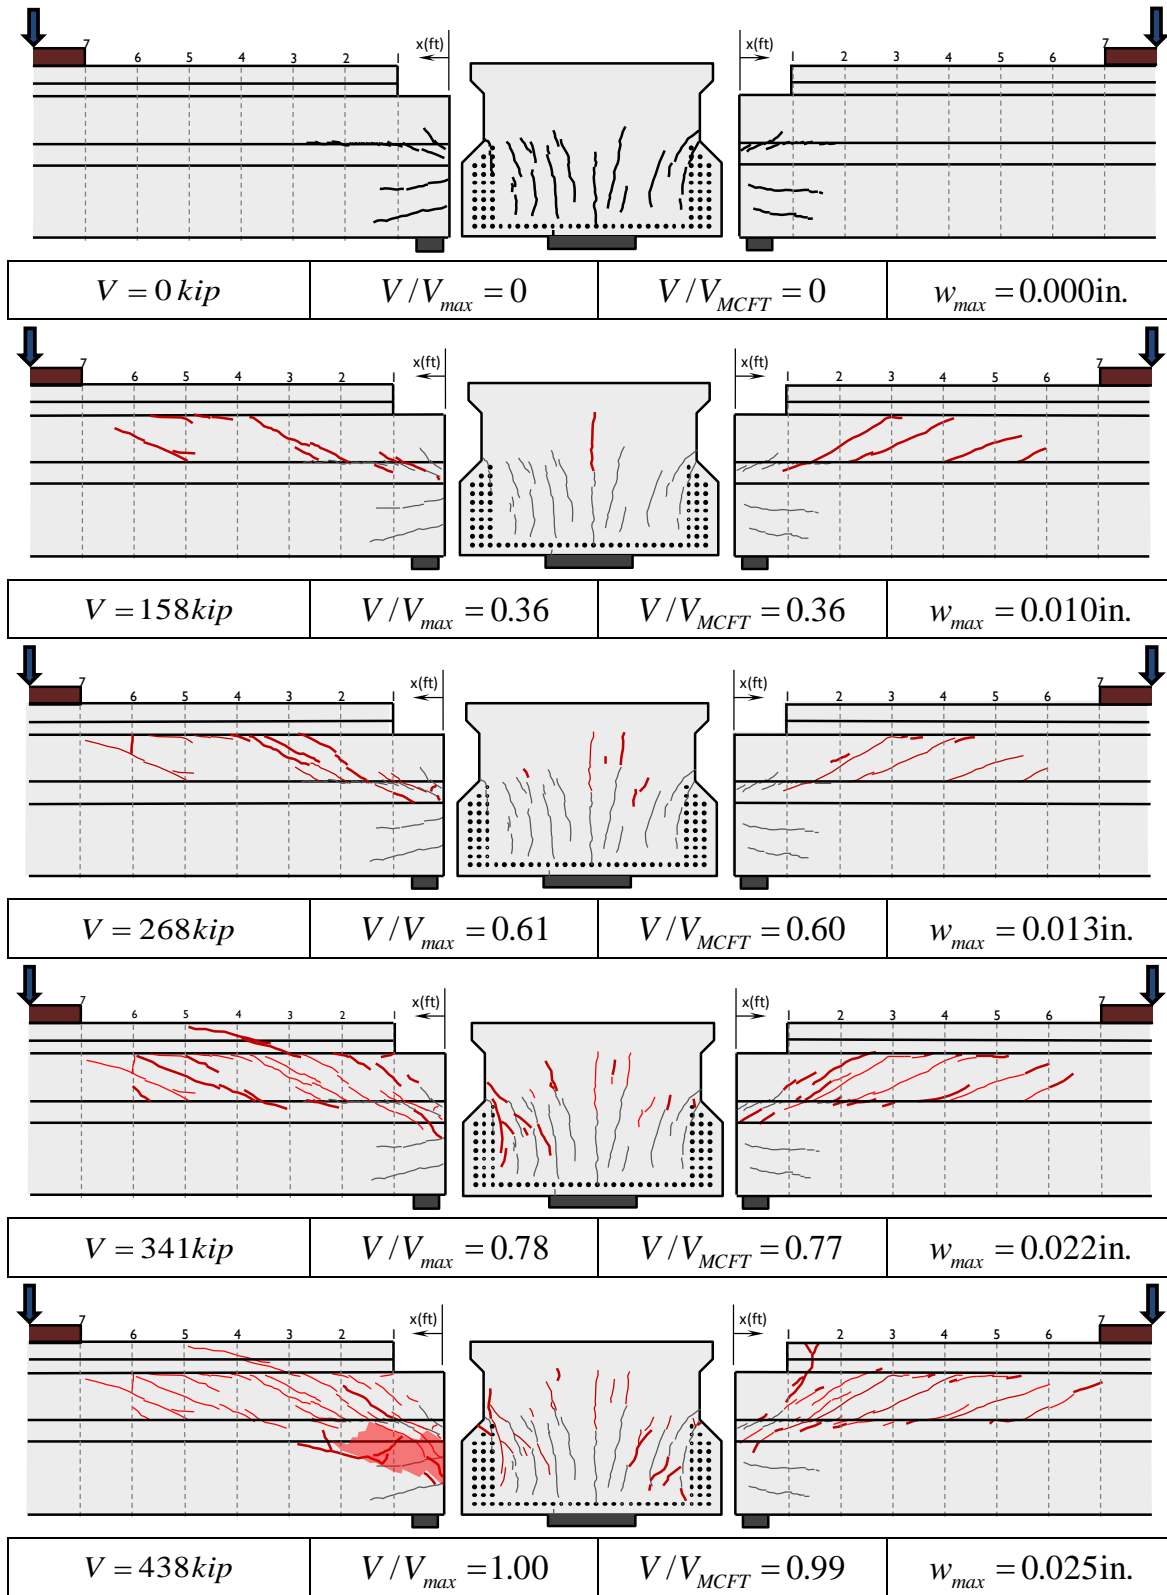 7 6 5 4 3 2 1 x(ft) x(ft) 1 2 3 4 5 6 7
V = 0 kip V/V_max = 0 V/V_MCFT = 0 w_max = 0.000in.
7 6 5 4 3 2 1 x(ft) x(ft) 1 2 3 4 5 6 7
V = 158kip V/V_max = 0.36 V/V_MCFT = 0.36 w_max = 0.010in.
7 6 5 4 3 2 1 x(ft) x(ft) 1 2 3 4 5 6 7
V = 268kip V/V_max = 0.61 V/V_MCFT = 0.60 w_max = 0.013in.
7 6 5 4 3 2 1 x(ft) x(ft) 1 2 3 4 5 6 7
V = 341kip V/V_max = 0.78 V/V_MCFT = 0.77 w_max = 0.022in.
7 6 5 4 3 2 1 x(ft) x(ft) 1 2 3 4 5 6 7
V = 438kip V/V_max = 1.00 V/V_MCFT = 0.99 w_max = 0.025in.